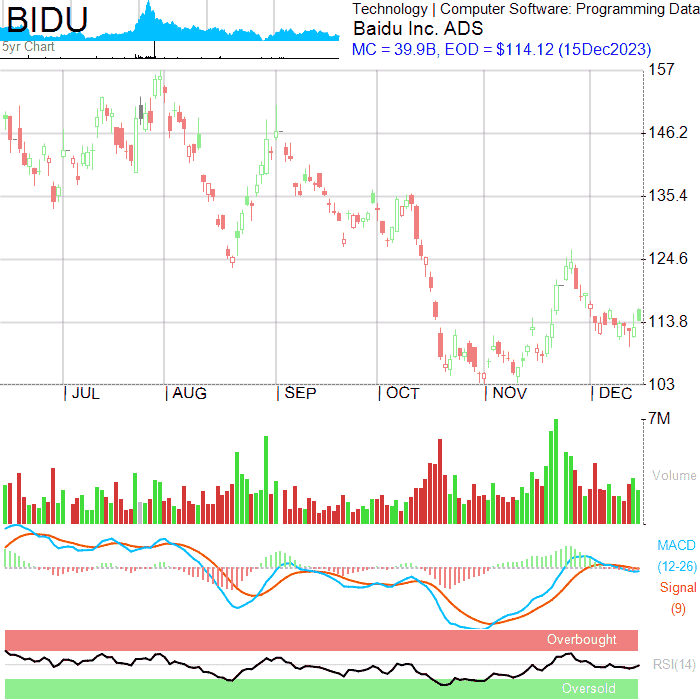 BIDU
5yr Chart
Technology | Computer Software: Programming Data
Baidu Inc. ADS
MC = 39.9B, EOD = $114.12 (15Dec2023)
157
146.2
135.4
124.6
113.8
103
| JUL | AUG | SEP | OCT | NOV | DEC
7M
Volume
MACD
(12-26)
Signal
(9)
Overbought
RSI(14)
Oversold